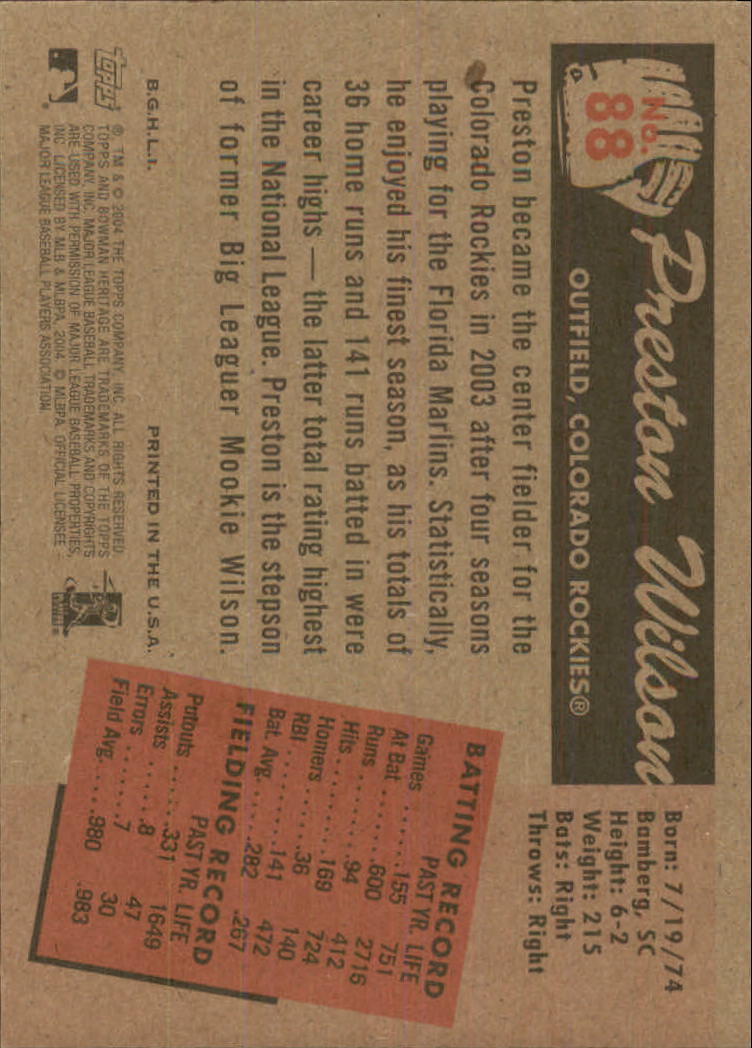 No.
88
Preston Wilson
OUTFIELD, COLORADO ROCKIES®
Born: 7/19/74
Bamberg, SC
Height: 6-2
Weight: 215
Bats: Right
Throws: Right
Preston became the center fielder for the
Colorado Rockies in 2003 after four seasons
playing for the Florida Marlins. Statistically,
he enjoyed his finest season, as his totals of
36 home runs and 141 runs batted in were
career highs — the latter total rating highest
in the National League. Preston is the stepson
of former Big Leaguer Mookie Wilson.
BATTING RECORD
PAST YR. LIFE
Games ......155 751
At Bat ......600 2716
Runs ........94 412
Hits ........169 724
Homers ......36 140
RBI ........141 472
Bat. Avg. ....282 .267
FIELDING RECORD
PAST YR. LIFE
Putouts ......331 1649
Assists ......8 47
Errors ......7 30
Field Avg. ....980 .983
B.G.H.L.I. PRINTED IN THE U.S.A.
Topps
® TM & © 2004 THE TOPPS COMPANY, INC. ALL RIGHTS RESERVED.
TOPPS AND BOWMAN HERITAGE ARE TRADEMARKS OF THE TOPPS
COMPANY, INC. MAJOR LEAGUE BASEBALL TRADEMARKS AND COPYRIGHTS
ARE USED WITH PERMISSION OF MAJOR LEAGUE BASEBALL PROPERTIES,
INC. LICENSED BY MLB & MLBPA, 2004. © MLBPA. OFFICIAL LICENSEE -
MAJOR LEAGUE BASEBALL PLAYERS ASSOCIATION.